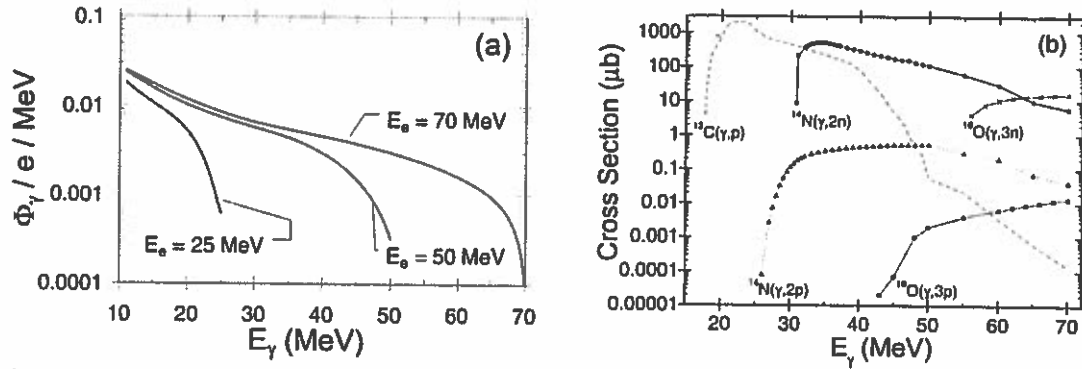 0.1
0.01
0.001
0.0001
Φγ / e / MeV
(a)
Eₑ = 70 MeV
Eₑ = 25 MeV
Eₑ = 50 MeV
10 20 30 40 50 60 70
Eγ (MeV)
1000
100
10
1
0.1
0.01
0.001
0.0001
0.00001
Cross Section (μb)
(b)
¹³C(γ,p)
¹⁴N(γ,2n)
¹⁶O(γ,3n)
¹⁴N(γ,2p)
¹⁶O(γ,3p)
20 30 40 50 60 70
Eγ (MeV)